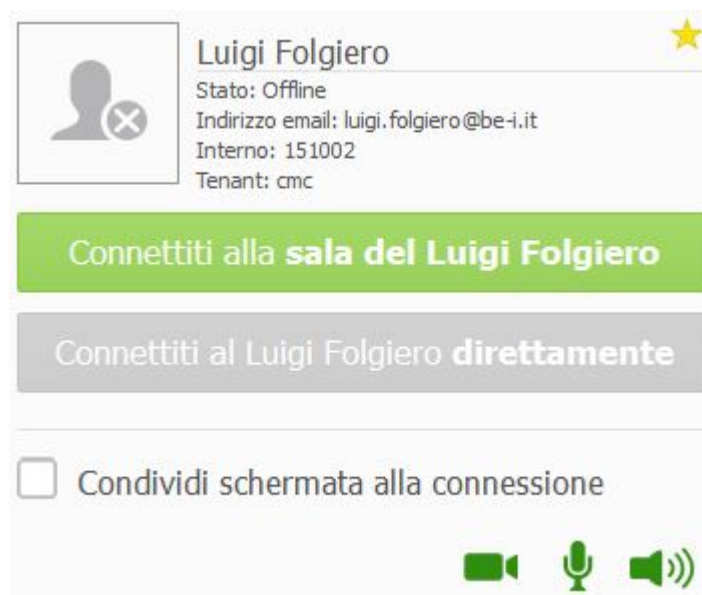 Luigi Folgiero
Stato: Offline
Indirizzo email: luigi.folgiero@be-i.it
Interno: 151002
Tenant: cmc
Connettiti alla sala del Luigi Folgiero
Connettiti al Luigi Folgiero direttamente
Condividi schermata alla connessione